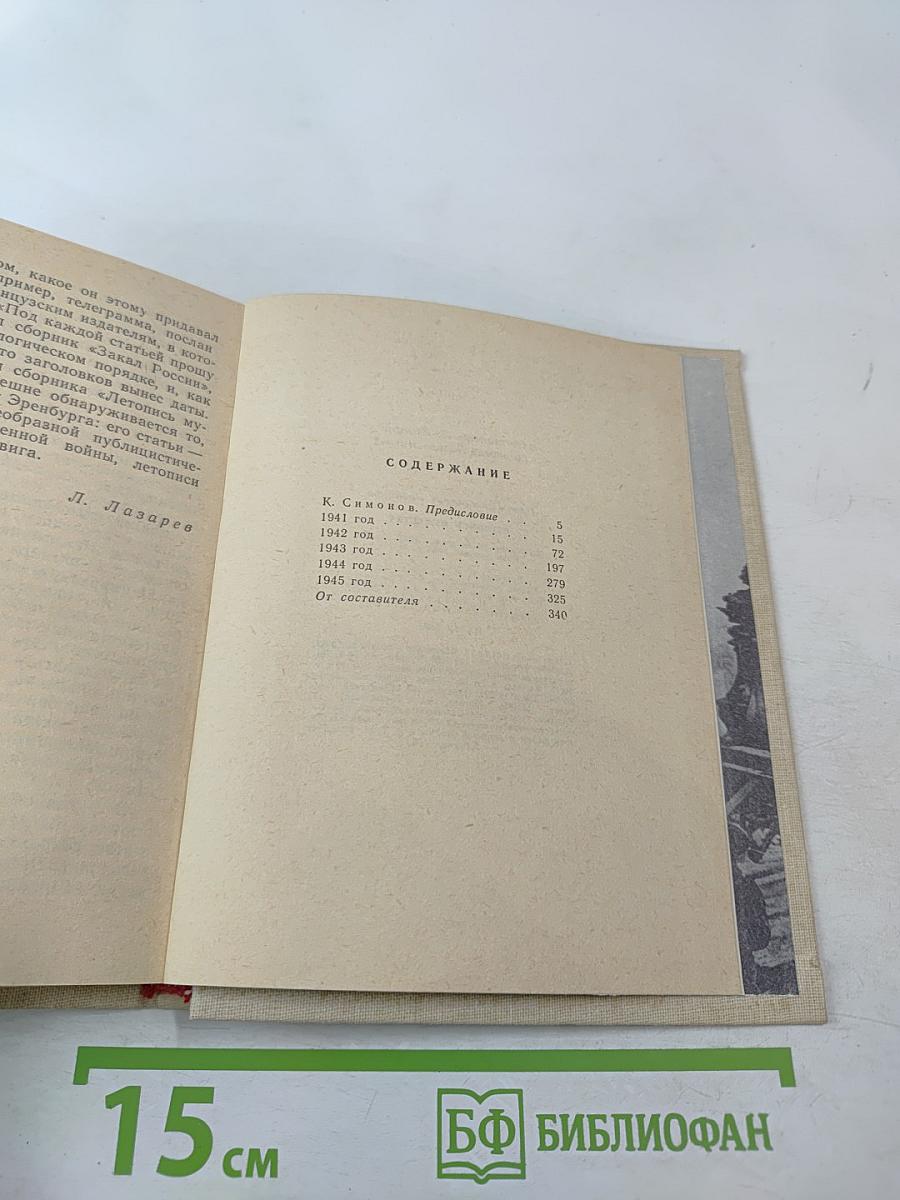 ом, какое он этому придавал
пример, телеграмма, послан
нцузским издателям, в кото-
«Под каждой статьей прошу
л сборник «Закал России»,
логическом порядке, и, как
то заголовков вынес даты.
я сборника «Летопись му-
ешне обнаруживается то,
Эренбурга: его статьи —
еобразной публицистиче-
енной войны, летописи
вига.
Л. Лазарев
СОДЕРЖАНИЕ
К. Симонов. Предисловие . . 5
1941 год . . . . . . . . . 15
1942 год . . . . . . . . . 72
1943 год . . . . . . . . . 197
1944 год . . . . . . . . . 279
1945 год . . . . . . . . . 325
От составителя . . . . . . . 340
15 см
БФ БИБЛИОФАН